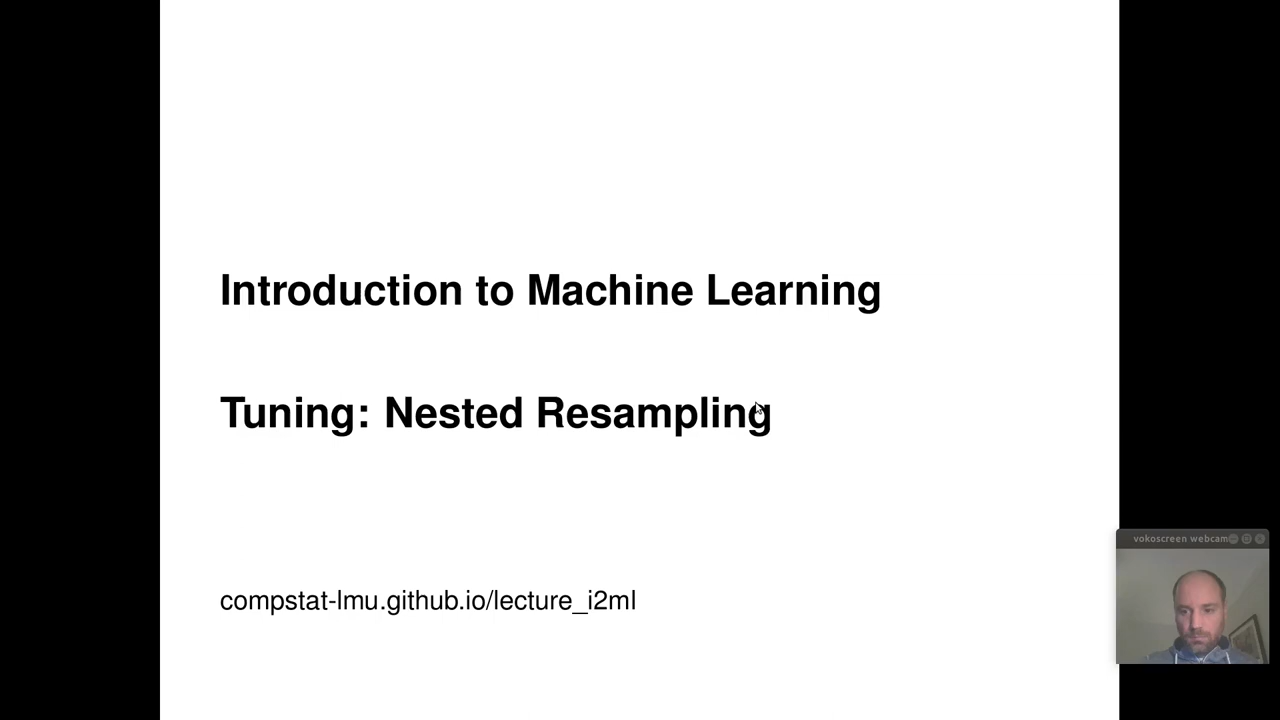 Introduction to Machine Learning
Tuning: Nested Resampling
compstat-lmu.github.io/lecture_i2ml
vokoscreen webcam